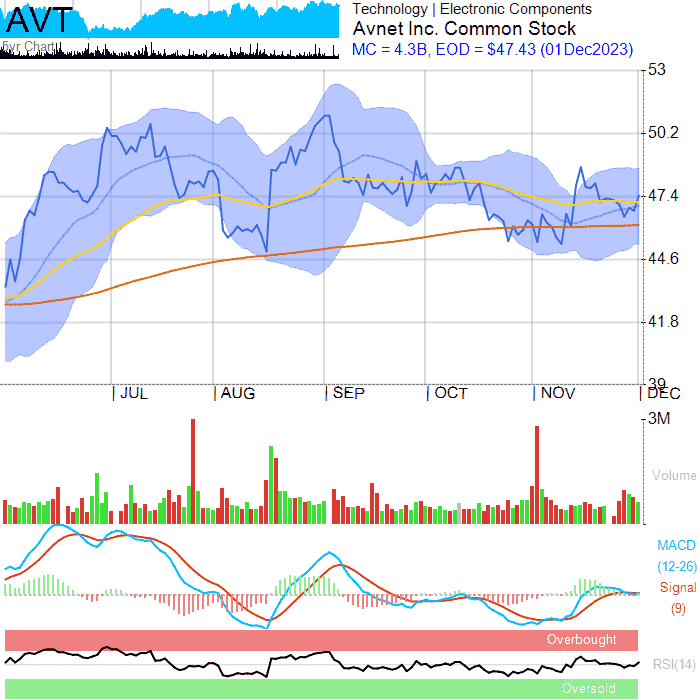 AVT
5yr Chart
Technology | Electronic Components
Avnet Inc. Common Stock
MC = 4.3B, EOD = $47.43 (01Dec2023)
53
50.2
47.4
44.6
41.8
39
JUL
AUG
SEP
OCT
NOV
DEC
3M
Volume
MACD
(12-26)
Signal
(9)
Overbought
RSI(14)
Oversold